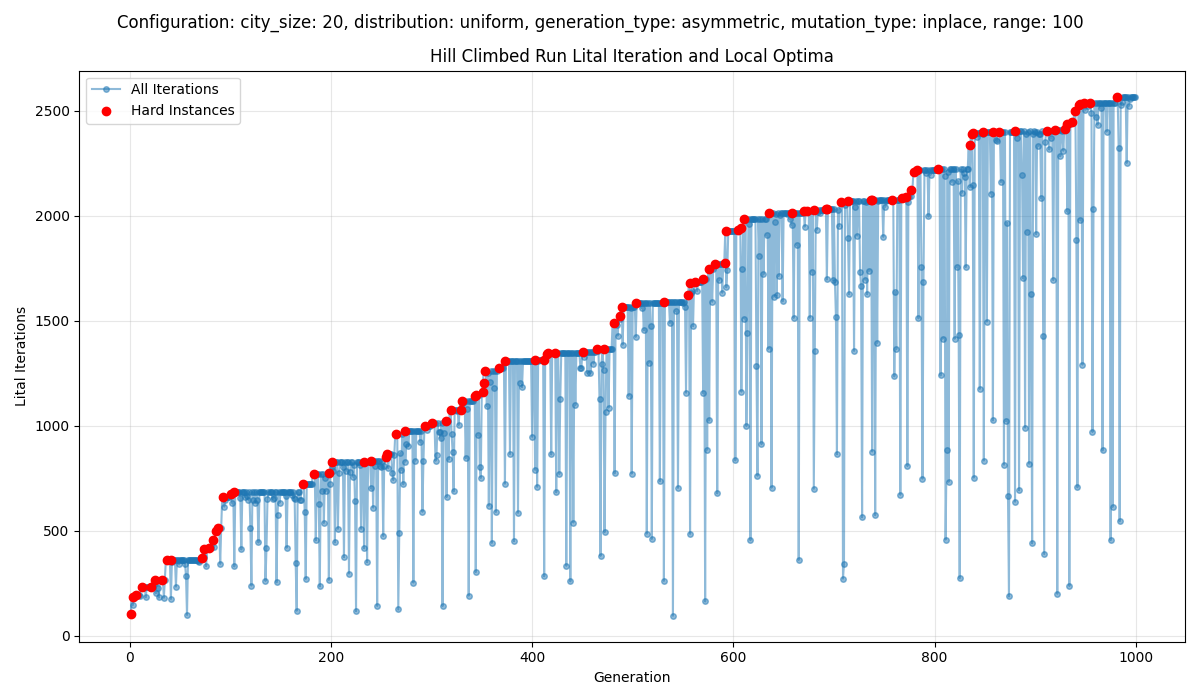 Configuration: city_size: 20, distribution: uniform, generation_type: asymmetric, mutation_type: inplace, range: 100
Hill Climbed Run Lital Iteration and Local Optima
All Iterations
Hard Instances
Lital Iterations
2500
2000
1500
1000
500
0
0 200 400 600 800 1000
Generation